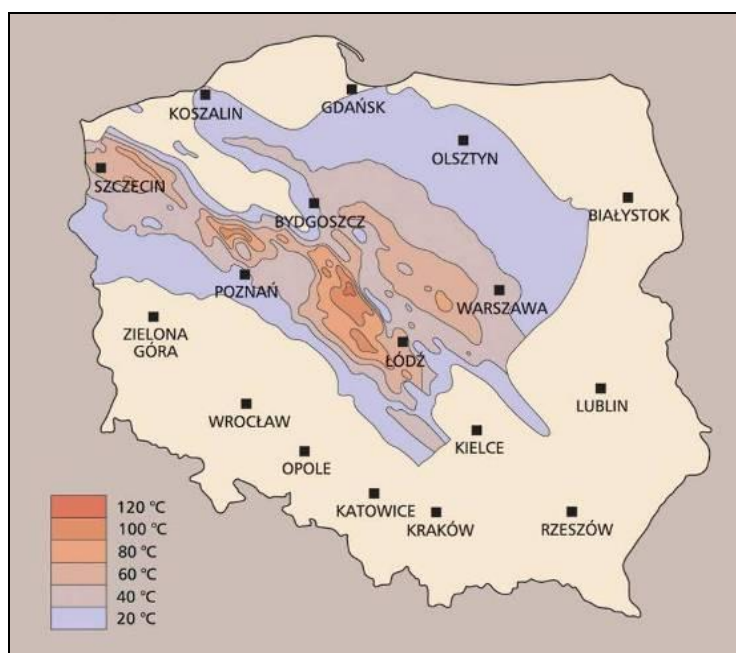 KOSZALIN
GDAŃSK
OLSZTYN
SZCZECIN
BIAŁYSTOK
BYDGOSZCZ
POZNAŃ
WARSZAWA
ZIELONA
GÓRA
ŁÓDŹ
LUBLIN
WROCŁAW
KIELCE
OPOLE
KATOWICE
KRAKÓW
RZESZÓW
120 °C
100 °C
80 °C
60 °C
40 °C
20 °C